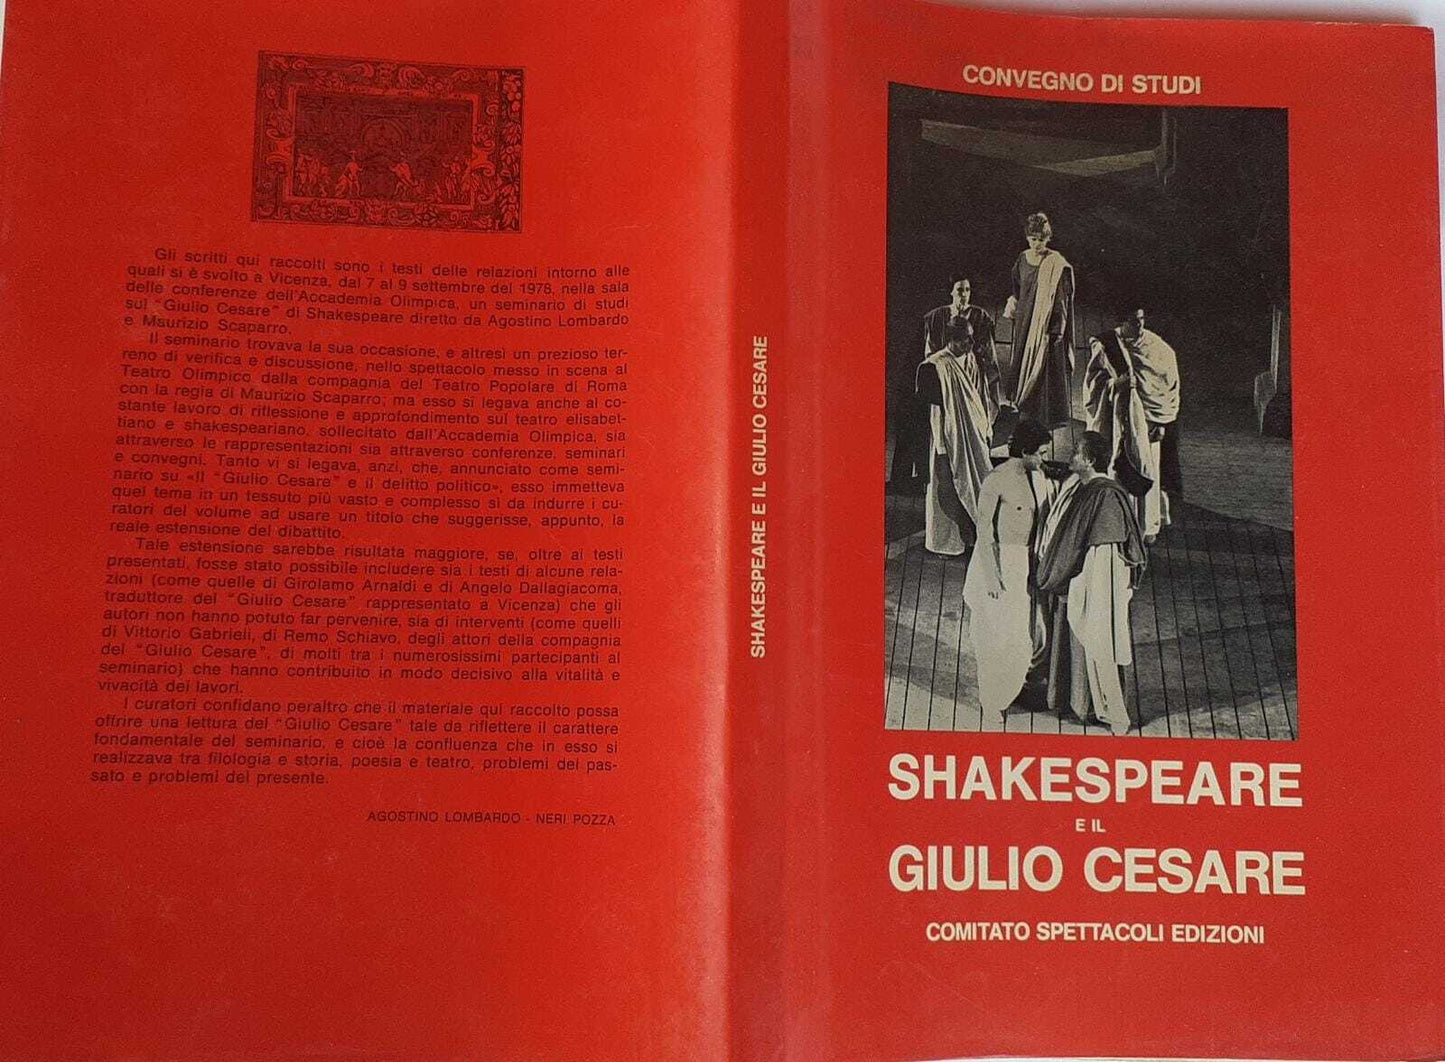 Gli scritti qui raccolti sono i testi delle relazioni intorno alle
quali si è svolto a Vicenza, dal 7 al 9 settembre del 1978, nella sala
delle conferenze dell'Accademia Olimpica, un seminario di studi
sul "Giulio Cesare" di Shakespeare diretto da Agostino Lombardo
e Maurizio Scaparro.
Il seminario trovava la sua occasione, e altresì un prezioso ter-
reno di verifica e discussione, nello spettacolo messo in scena al
Teatro Olimpico dalla compagnia del Teatro Popolare di Roma
con la regia di Maurizio Scaparro; ma esso si legava anche al co-
stante lavoro di riflessione e approfondimento sul teatro elisabet-
tiano e shakespeariano, sollecitato dall'Accademia Olimpica, sia
attraverso le rappresentazioni sia attraverso conferenze, seminari
e convegni. Tanto vi si legava, anzi, che, annunciato come semi-
nario su «Il "Giulio Cesare" e il delitto politico», esso immetteva
quel tema in un tessuto più vasto e complesso sì da indurre i cu-
ratori del volume ad usare un titolo che suggerisse, appunto, la
reale estensione del dibattito.
Tale estensione sarebbe risultata maggiore, se, oltre ai testi
presentati, fosse stato possibile includere sia i testi di alcune rela-
zioni (come quelle di Girolamo Arnaldi e di Angelo Dallagiacoma,
traduttore del "Giulio Cesare" rappresentato a Vicenza) che gli
autori non hanno potuto far pervenire, sia di interventi (come quelli
di Vittorio Gabrieli, di Remo Schiavo, degli attori della compagnia
del "Giulio Cesare", di molti tra i numerosissimi partecipanti al
seminario) che hanno contribuito in modo decisivo alla vitalità e
vivacità dei lavori.
I curatori confidano peraltro che il materiale qui raccolto possa
offrire una lettura del "Giulio Cesare" tale da riflettere il carattere
fondamentale del seminario, e cioè la confluenza che in esso si
realizzava tra filologia e storia, poesia e teatro, problemi del pas-
sato e problemi del presente.
AGOSTINO LOMBARDO - NERI POZZA
SHAKESPEARE E IL GIULIO CESARE
CONVEGNO DI STUDI
SHAKESPEARE
E IL
GIULIO CESARE
COMITATO SPETTACOLI EDIZIONI